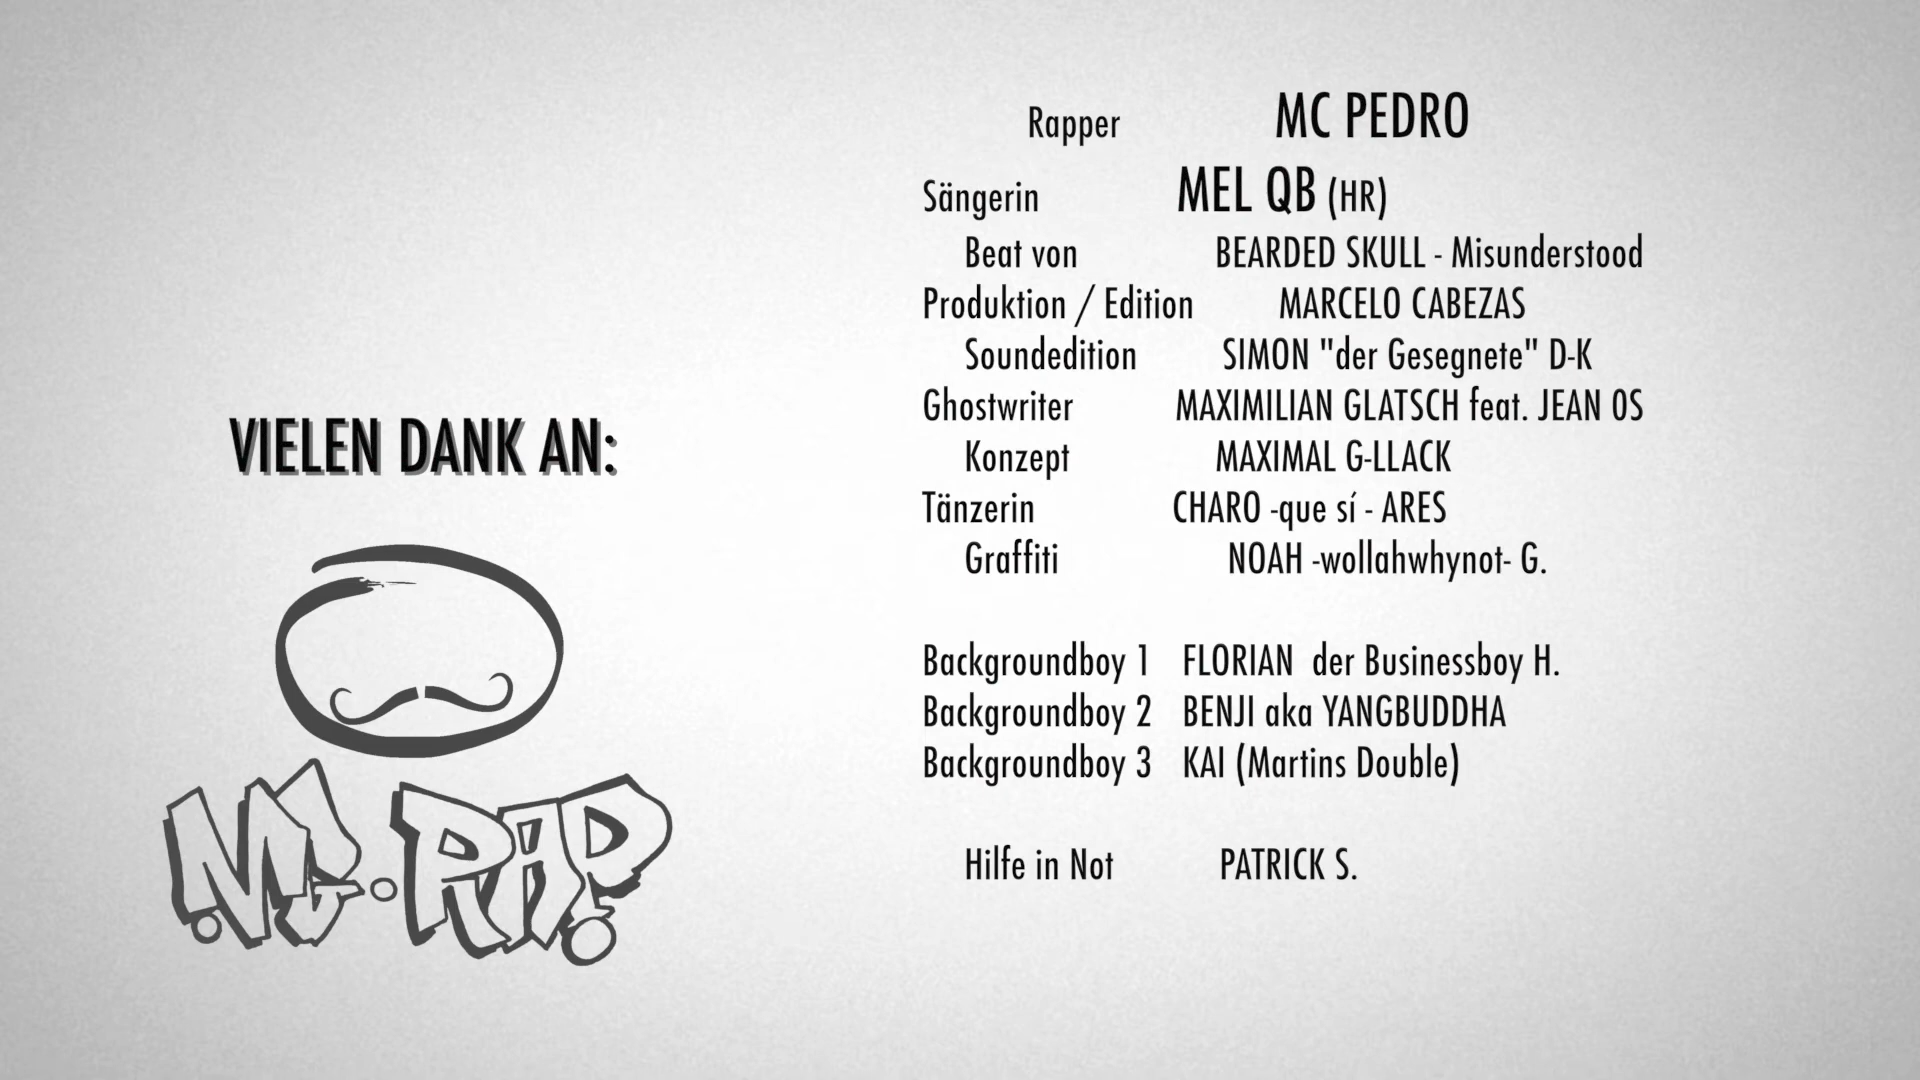 VIELEN DANK AN:
MC. RAP
Rapper MC PEDRO
Sängerin MEL QB (HR)
Beat von BEARDED SKULL - Misunderstood
Produktion / Edition MARCELO CABEZAS
Soundedition SIMON "der Gesegnete" D-K
Ghostwriter MAXIMILIAN GLATSCH feat. JEAN OS
Konzept MAXIMAL G-LLACK
Tänzerin CHARO -que sí - ARES
Graffiti NOAH -wollahwhynot- G.
Backgroundboy 1 FLORIAN der Businessboy H.
Backgroundboy 2 BENJI aka YANGBUDDHA
Backgroundboy 3 KAI (Martins Double)
Hilfe in Not PATRICK S.